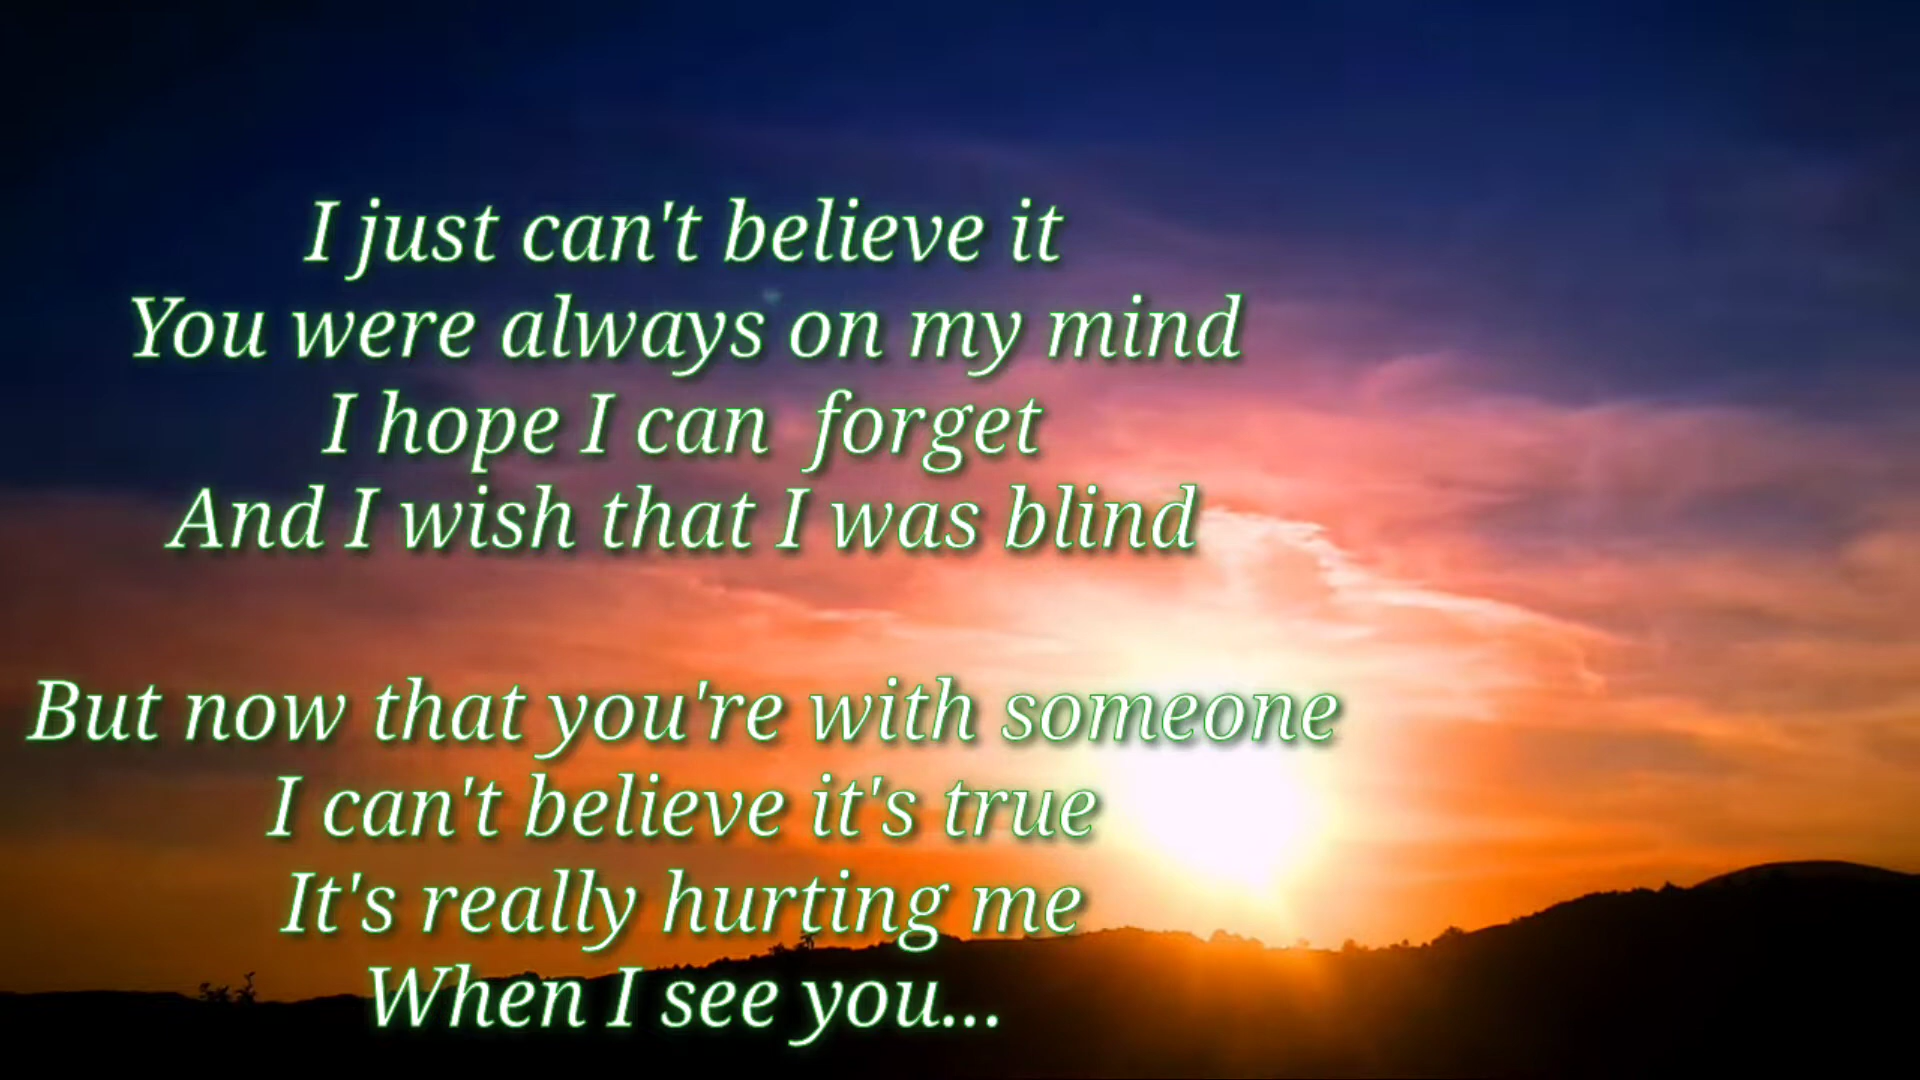 I just can't believe it
You were always on my mind
I hope I can  forget
And I wish that I was blind
But now that you're with someone
I can't believe it's true
It's really hurting me
When I see you...